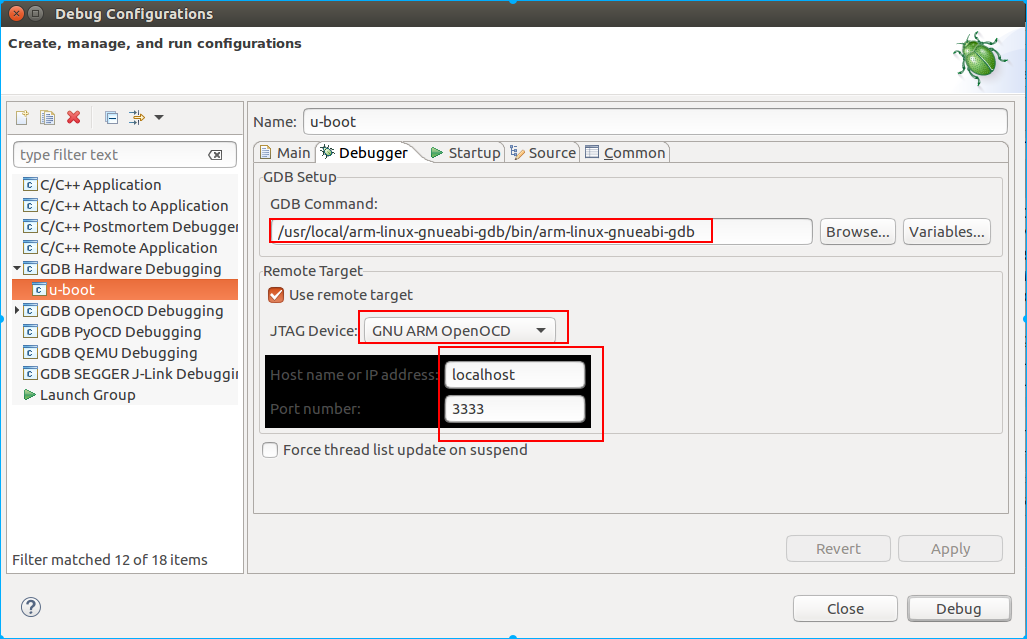 Debug Configurations
Create, manage, and run configurations
type filter text
C/C++ Application
C/C++ Attach to Application
C/C++ Postmortem Debugger
C/C++ Remote Application
GDB Hardware Debugging
u-boot
GDB OpenOCD Debugging
GDB PyOCD Debugging
GDB QEMU Debugging
GDB SEGGER J-Link Debuggin
Launch Group
Filter matched 12 of 18 items
Name: u-boot
Main Debugger Startup Source Common
GDB Setup
GDB Command:
/usr/local/arm-linux-gnueabi-gdb/bin/arm-linux-gnueabi-gdb Browse... Variables...
Remote Target
Use remote target
JTAG Device: GNU ARM OpenOCD
Host name or IP address: localhost
Port number: 3333
Force thread list update on suspend
Revert Apply
? Close Debug